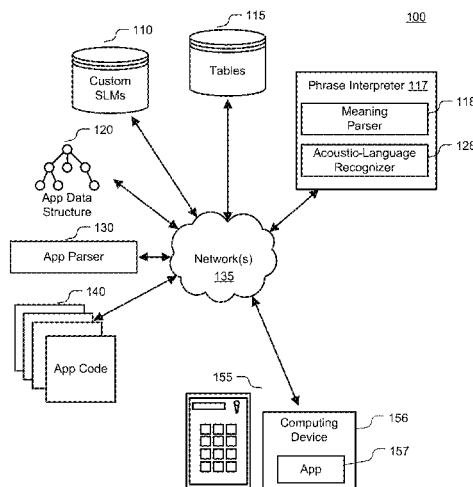 100
110
Custom
SLMs
115
Tables
Phrase Interpreter 117
Meaning
Parser
118
Acoustic-Language
Recognizer
128
120
App Data
Structure
130
App Parser
Network(s)
135
140
App Code
155
Computing
Device
156
App
157